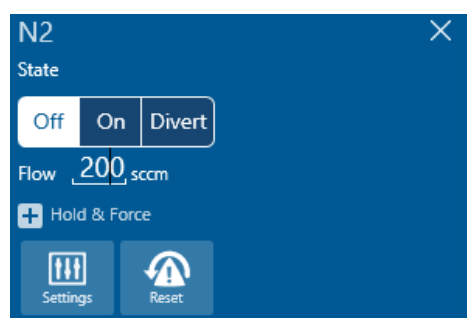 N2
State
Off On Divert
Flow 200 sccm
Hold & Force
Settings Reset